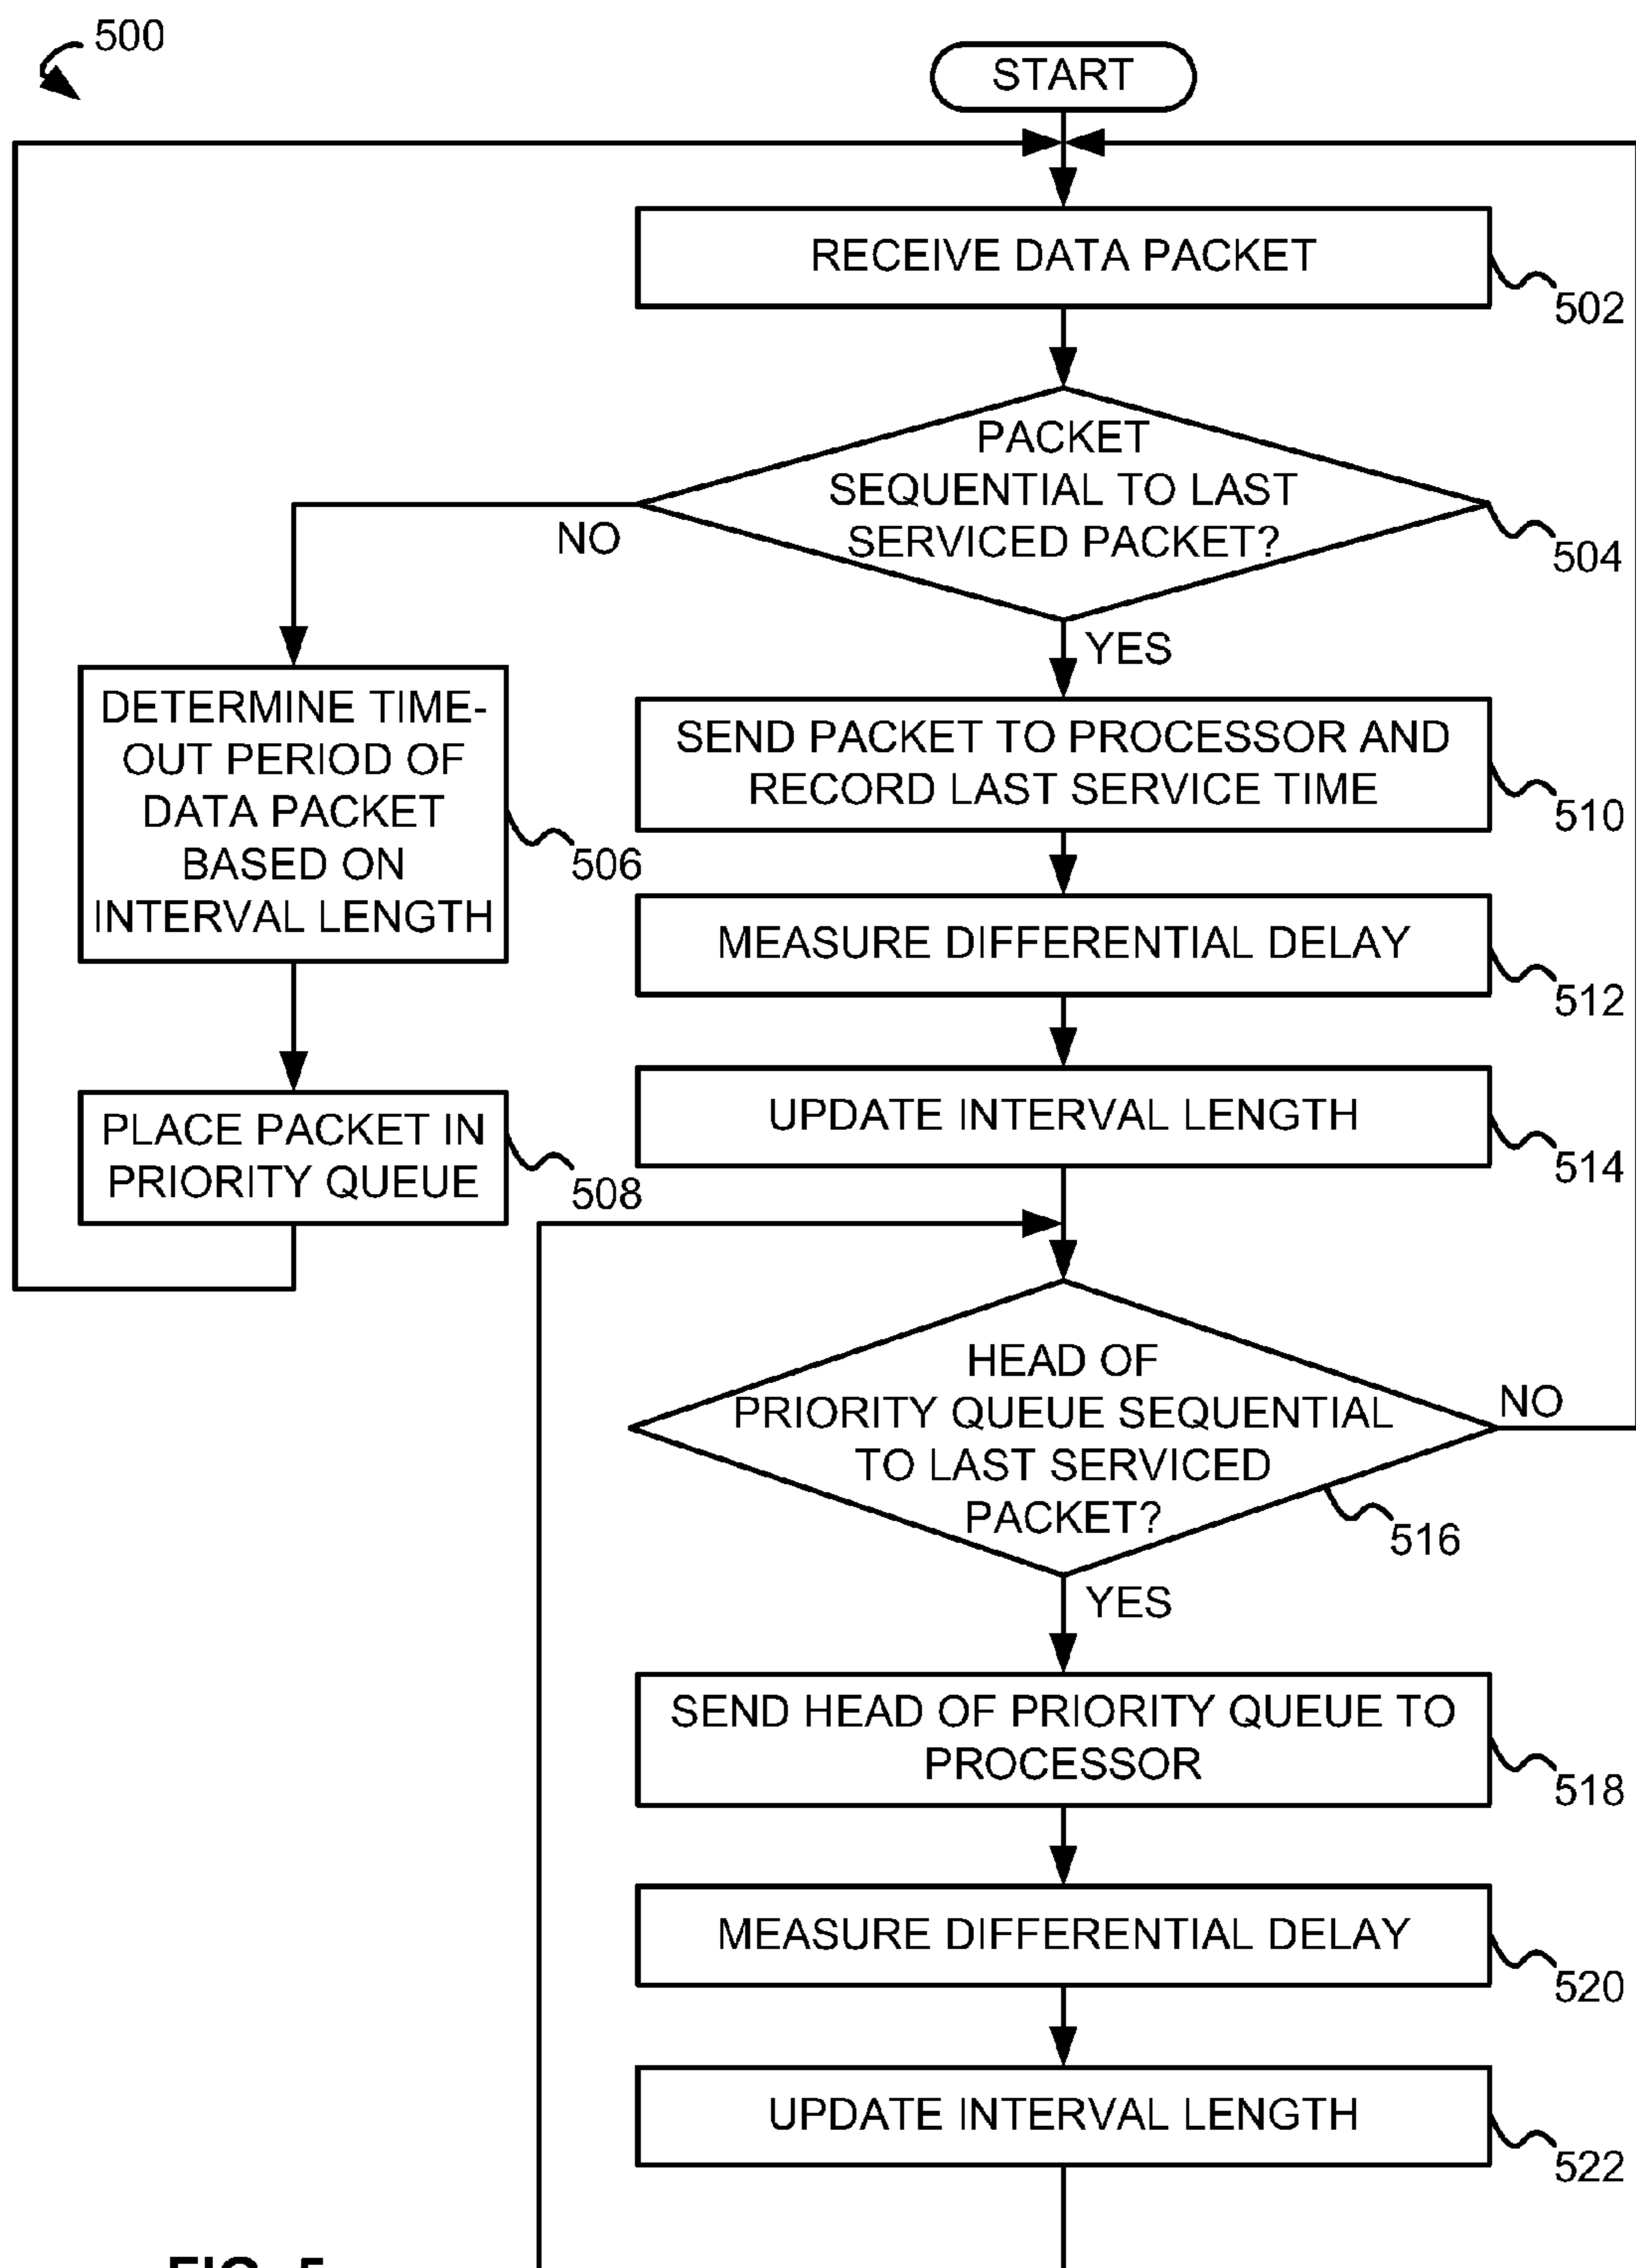 500
START
RECEIVE DATA PACKET
502
PACKET
SEQUENTIAL TO LAST
SERVICED PACKET?
504
NO
YES
DETERMINE TIME-
OUT PERIOD OF
DATA PACKET
BASED ON
INTERVAL LENGTH
506
SEND PACKET TO PROCESSOR AND
RECORD LAST SERVICE TIME
510
MEASURE DIFFERENTIAL DELAY
512
PLACE PACKET IN
PRIORITY QUEUE
508
UPDATE INTERVAL LENGTH
514
HEAD OF
PRIORITY QUEUE SEQUENTIAL
TO LAST SERVICED
PACKET?
NO
516
YES
SEND HEAD OF PRIORITY QUEUE TO
PROCESSOR
518
MEASURE DIFFERENTIAL DELAY
520
UPDATE INTERVAL LENGTH
522
FIG. 5